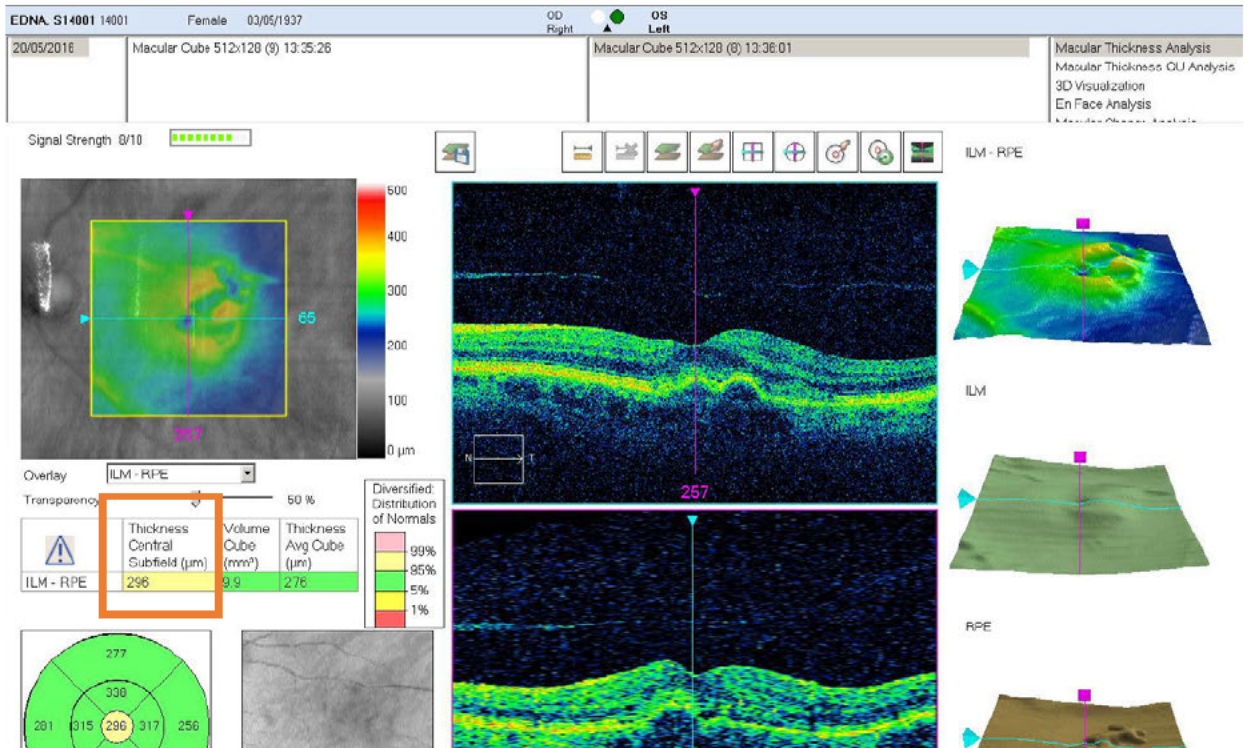 EDNA, S14001 14001 Female 03/05/1937 OD OS
Right Left
20/05/2016 Macular Cube 512x128 (9) 13:35:26 Macular Cube 512x128 (8) 13:36:01 Macular Thickness Analysis
Macular Thickness OU Analysis
3D Visualization
En Face Analysis
Macular Change Analysis
Signal Strength 8/10
ILM - RPE
500
400
300
65
200
ILM
100
257
0 µm
N T
Overlay ILM - RPE
257
Transparency 50 %
Diversified:
Distribution
of Normals
Thickness Central Subfield (µm)
Volume Cube (mm³)
Thickness Avg Cube (µm)
99%
95%
5%
1%
ILM - RPE 296 9.9 276
RPE
277
338
281 315 296 317 256